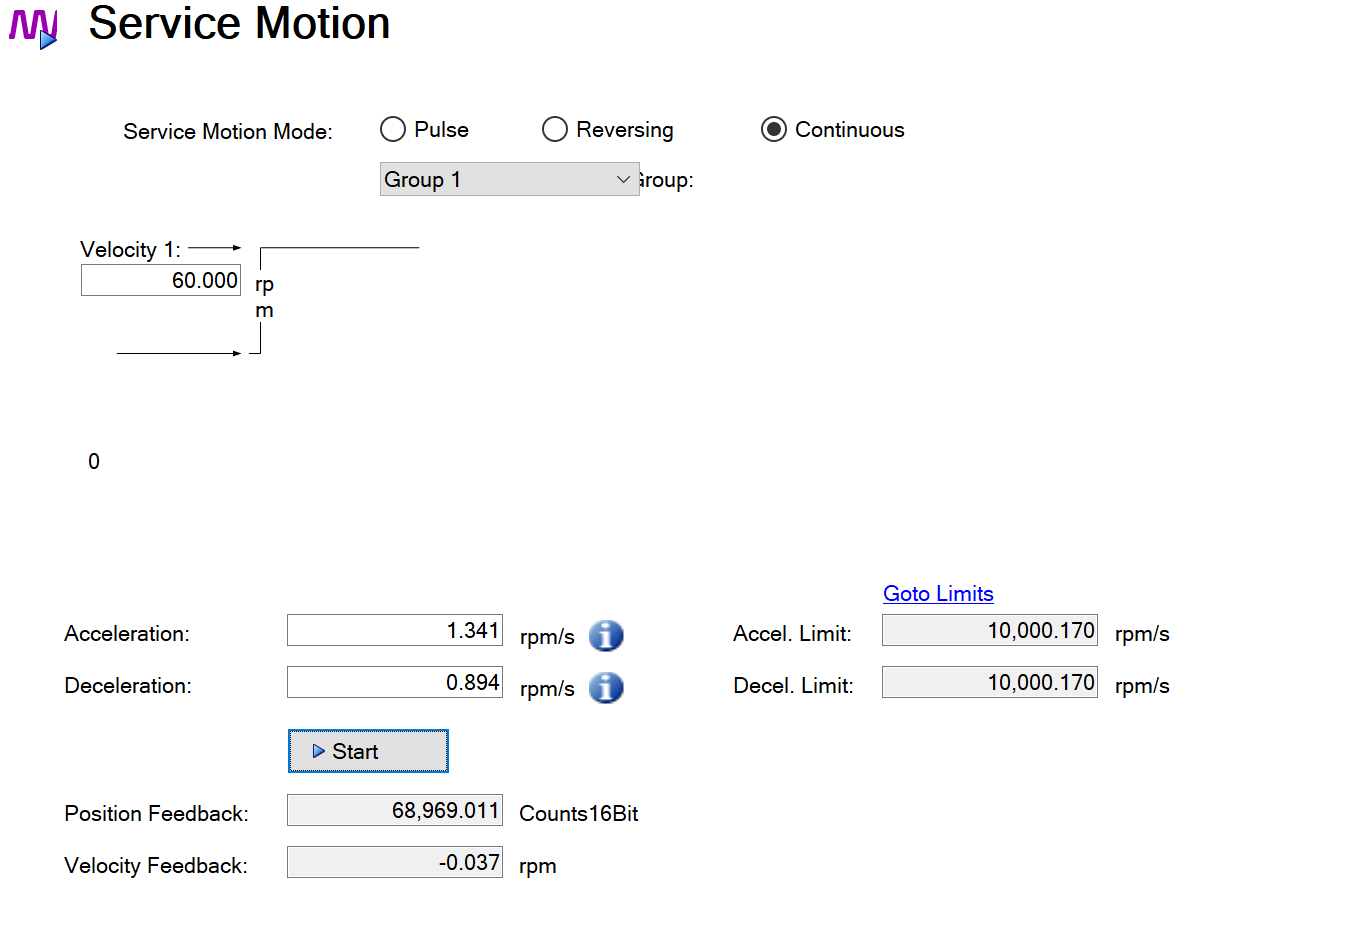 Service Motion
Service Motion Mode: Pulse Reversing Continuous
Group 1 Group:
Velocity 1:
60.000 rp
m
0
Goto Limits
Acceleration: 1.341 rpm/s Accel. Limit: 10,000.170 rpm/s
Deceleration: 0.894 rpm/s Decel. Limit: 10,000.170 rpm/s
Start
Position Feedback: 68,969.011 Counts16Bit
Velocity Feedback: -0.037 rpm